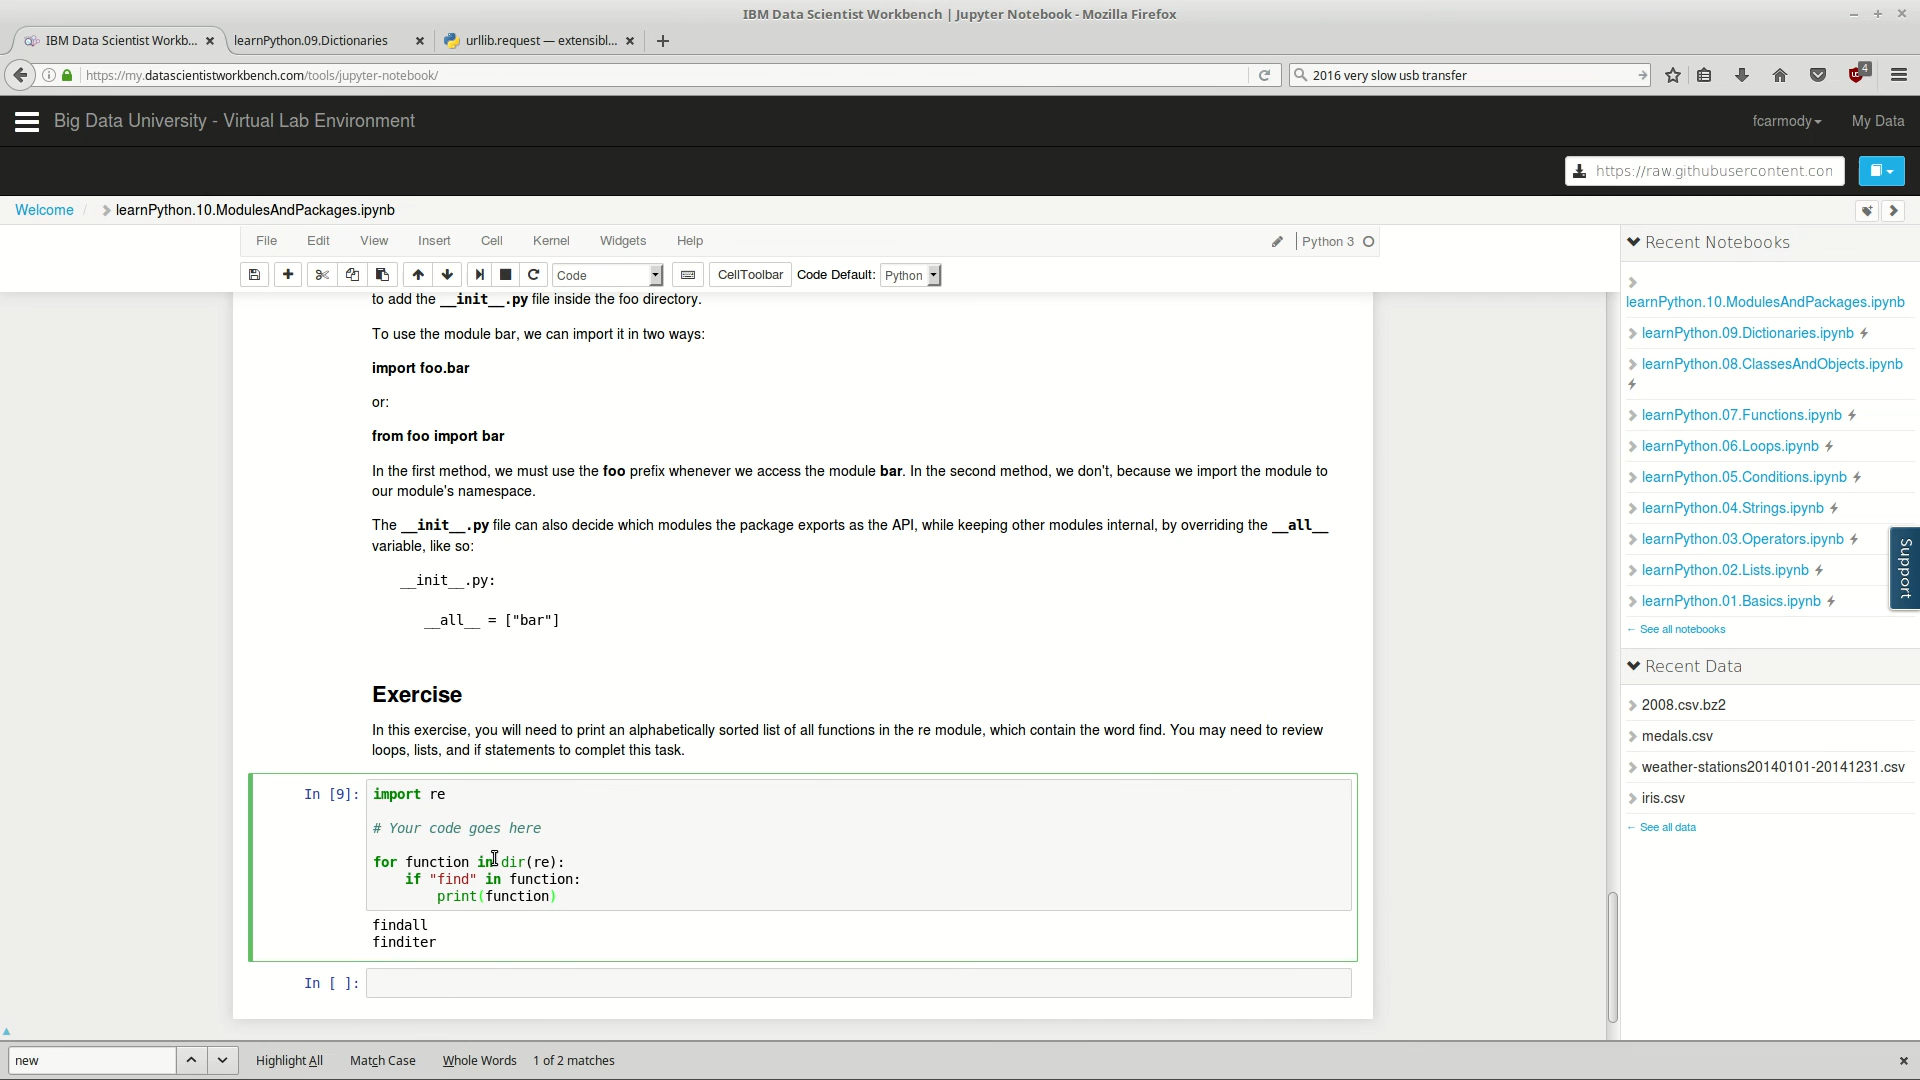 IBM Data Scientist Workbench | Jupyter Notebook - Mozilla Firefox
IBM Data Scientist Workb...
learnPython.09.Dictionaries
urllib.request — extensibl...
https://my.datascientistworkbench.com/tools/jupyter-notebook/
2016 very slow usb transfer
4
Big Data University - Virtual Lab Environment
fcarmody
My Data
https://raw.githubusercontent.con
Welcome / learnPython.10.ModulesAndPackages.ipynb
File Edit View Insert Cell Kernel Widgets Help
Python 3
Code
CellToolbar
Code Default: Python
to add the __init__.py file inside the foo directory.
To use the module bar, we can import it in two ways:
import foo.bar
or:
from foo import bar
In the first method, we must use the foo prefix whenever we access the module bar. In the second method, we don't, because we import the module to
our module's namespace.
The __init__.py file can also decide which modules the package exports as the API, while keeping other modules internal, by overriding the __all__
variable, like so:
__init__.py:
__all__ = ["bar"]
Exercise
In this exercise, you will need to print an alphabetically sorted list of all functions in the re module, which contain the word find. You may need to review
loops, lists, and if statements to complet this task.
In [9]:
import re
# Your code goes here
for function in dir(re):
if "find" in function:
print(function)
findall
finditer
In [ ]:
Recent Notebooks
learnPython.10.ModulesAndPackages.ipynb
learnPython.09.Dictionaries.ipynb
learnPython.08.ClassesAndObjects.ipynb
learnPython.07.Functions.ipynb
learnPython.06.Loops.ipynb
learnPython.05.Conditions.ipynb
learnPython.04.Strings.ipynb
learnPython.03.Operators.ipynb
learnPython.02.Lists.ipynb
learnPython.01.Basics.ipynb
← See all notebooks
Support
Recent Data
2008.csv.bz2
medals.csv
weather-stations20140101-20141231.csv
iris.csv
← See all data
new
Highlight All
Match Case
Whole Words
1 of 2 matches